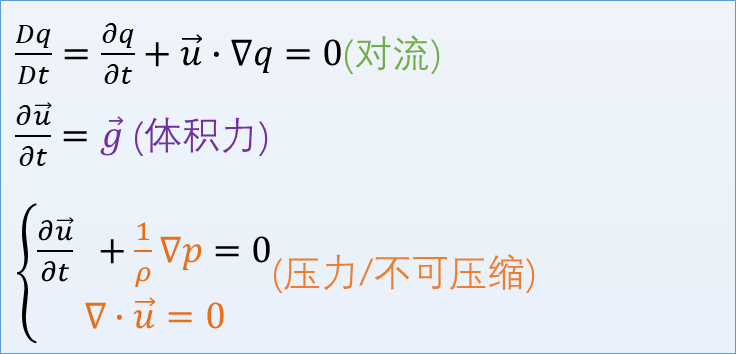 Dq/Dt = ∂q/∂t + u⃗ · ∇q = 0(对流)
∂u⃗/∂t = g⃗ (体积力)
{ ∂u⃗/∂t + 1/ρ ∇p = 0
(压力/不可压缩)
∇ · u⃗ = 0